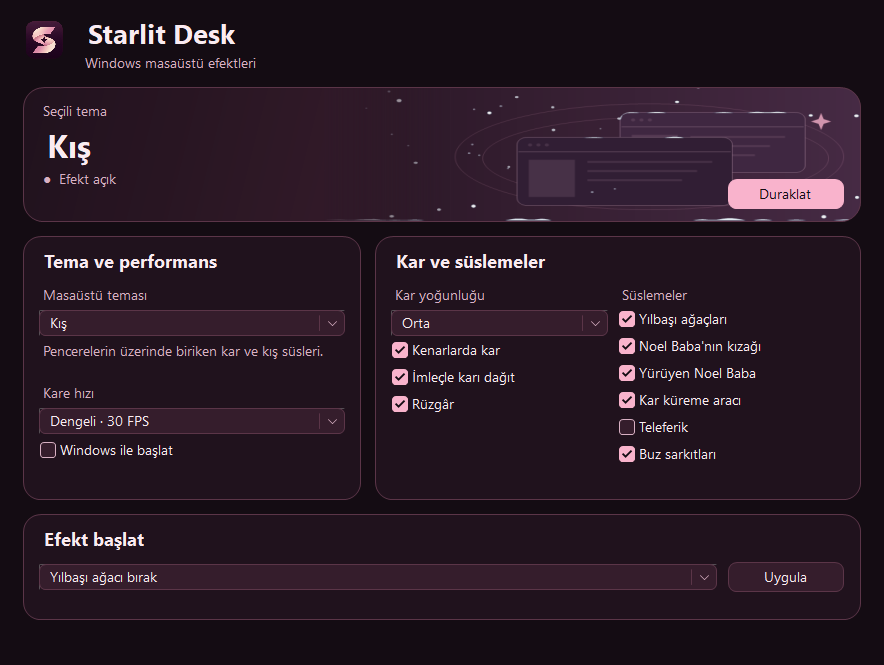 Starlit Desk
Windows masaüstü efektleri
Seçili tema
Kış
Efekt açık
Duraklat
Tema ve performans
Masaüstü teması
Kış
Pencerelerin üzerinde biriken kar ve kış süsleri.
Kare hızı
Dengeli · 30 FPS
Windows ile başlat
Kar ve süslemeler
Kar yoğunluğu
Orta
Kenarlarda kar
İmleçle karı dağıt
Rüzgâr
Süslemeler
Yılbaşı ağaçları
Noel Baba'nın kızağı
Yürüyen Noel Baba
Kar küreme aracı
Teleferik
Buz sarkıtları
Efekt başlat
Yılbaşı ağacı bırak
Uygula